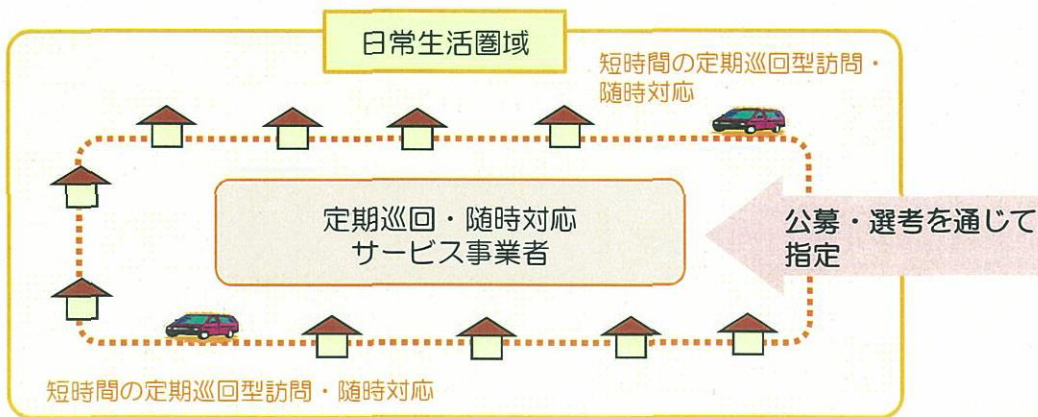 日常生活圏域
短時間の定期巡回型訪問・
随時対応
定期巡回・随時対応
サービス事業者
公募・選考を通じて
指定
短時間の定期巡回型訪問・随時対応